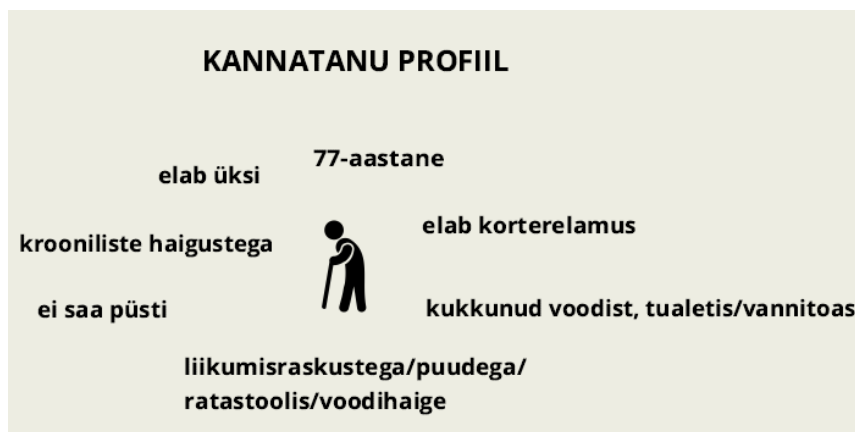 KANNATANU PROFIIL
77-aastane
elab üksi
elab korterelamus
krooniliste haigustega
ei saa püsti
kukkunud voodist, tualetis/vannitoas
liikumisraskustega/puudega/
ratastoolis/voodihaige